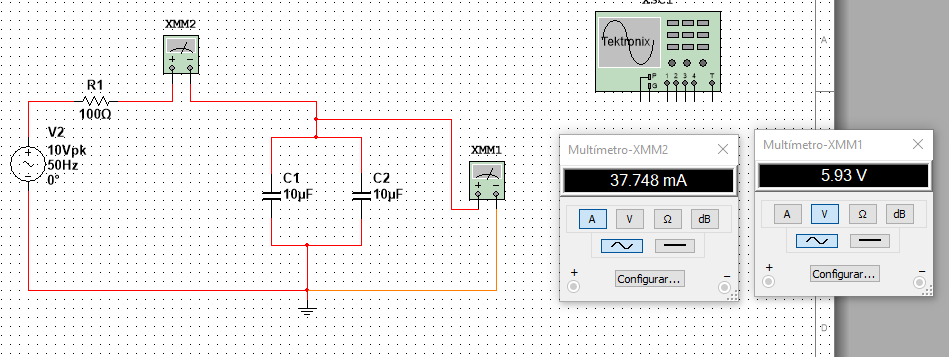 XSC1
XMM2
Tektronix
P
G
1 2 3 4 T
A
R1
100Ω
V2
10Vpk
50Hz
0°
C1
10µF
C2
10µF
XMM1
+ -
+ -
Multímetro-XMM2
37.748 mA
A V Ω dB
+ Configurar... −
Multímetro-XMM1
5.93 V
A V Ω dB
+ Configurar... −
D